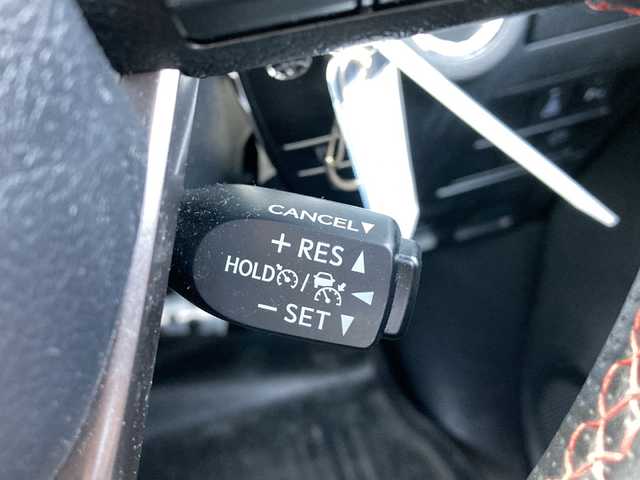 CANCEL▼
+ RES ▲
HOLD / ◀
− SET ▼